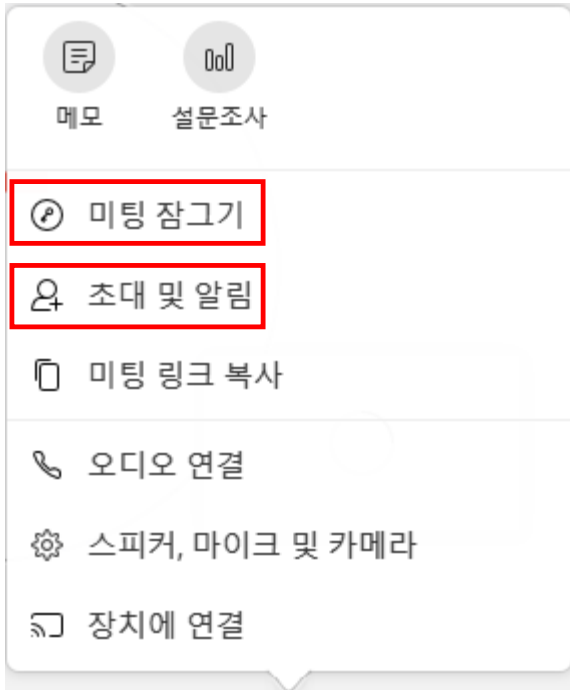 메모 설문조사
미팅 잠그기
초대 및 알림
미팅 링크 복사
오디오 연결
스피커, 마이크 및 카메라
장치에 연결